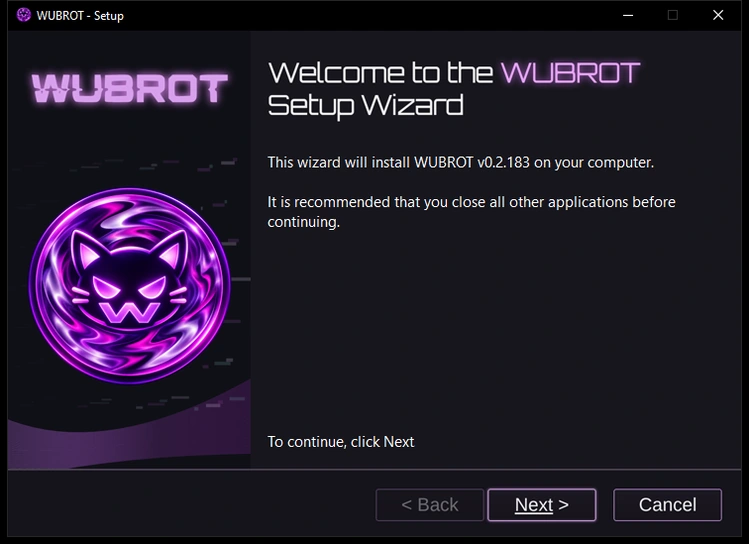 WUBROT - Setup
WUBROT
Welcome to the WUBROT
Setup Wizard
This wizard will install WUBROT v0.2.183 on your computer.
It is recommended that you close all other applications before
continuing.
To continue, click Next
< Back
Next >
Cancel